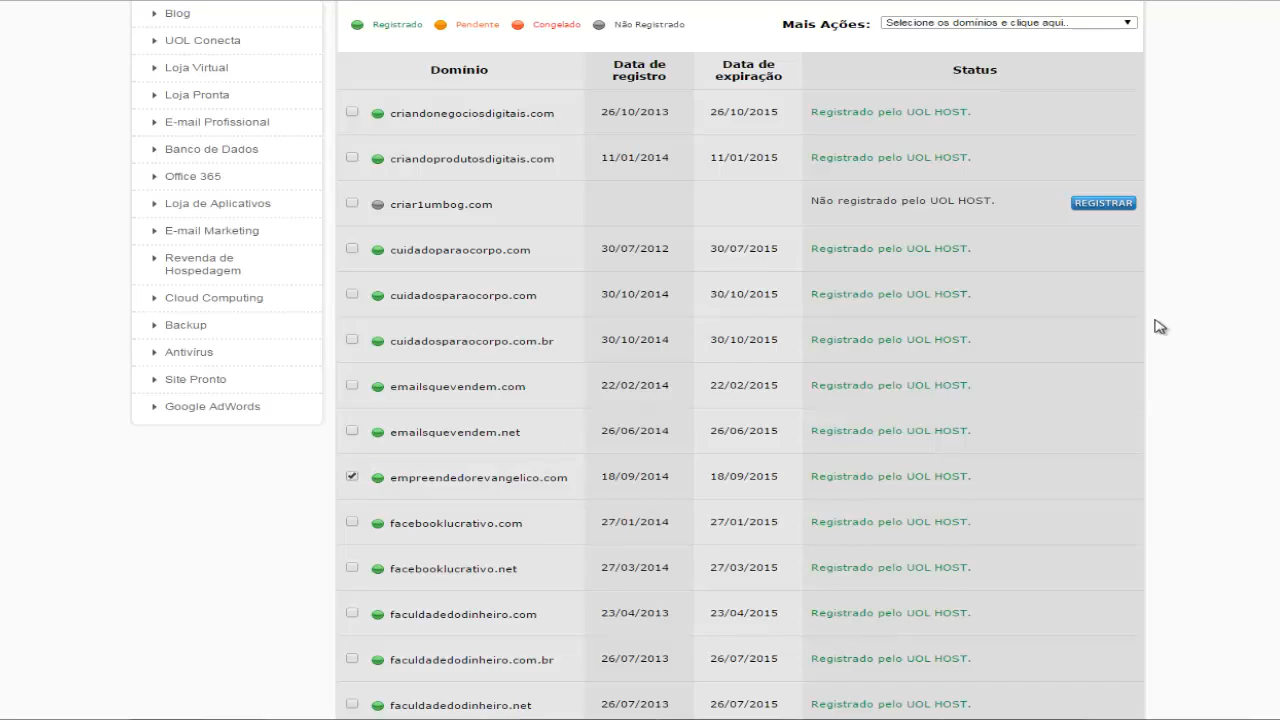 Blog
UOL Conecta
Loja Virtual
Loja Pronta
E-mail Profissional
Banco de Dados
Office 365
Loja de Aplicativos
E-mail Marketing
Revenda de
Hospedagem
Cloud Computing
Backup
Antivírus
Site Pronto
Google AdWords
Registrado Pendente Congelado Não Registrado Mais Ações: Selecione os domínios e clique aqui..
Domínio Data de registro Data de expiração Status
criandonegociosdigitais.com 26/10/2013 26/10/2015 Registrado pelo UOL HOST.
criandoprodutosdigitais.com 11/01/2014 11/01/2015 Registrado pelo UOL HOST.
criar1umbog.com Não registrado pelo UOL HOST. REGISTRAR
cuidadoparaocorpo.com 30/07/2012 30/07/2015 Registrado pelo UOL HOST.
cuidadosparaocorpo.com 30/10/2014 30/10/2015 Registrado pelo UOL HOST.
cuidadosparaocorpo.com.br 30/10/2014 30/10/2015 Registrado pelo UOL HOST.
emailsquevendem.com 22/02/2014 22/02/2015 Registrado pelo UOL HOST.
emailsquevendem.net 26/06/2014 26/06/2015 Registrado pelo UOL HOST.
empreendedorevangelico.com 18/09/2014 18/09/2015 Registrado pelo UOL HOST.
facebooklucrativo.com 27/01/2014 27/01/2015 Registrado pelo UOL HOST.
facebooklucrativo.net 27/03/2014 27/03/2015 Registrado pelo UOL HOST.
faculdadedodinheiro.com 23/04/2013 23/04/2015 Registrado pelo UOL HOST.
faculdadedodinheiro.com.br 26/07/2013 26/07/2015 Registrado pelo UOL HOST.
faculdadedodinheiro.net 26/07/2013 26/07/2015 Registrado pelo UOL HOST.